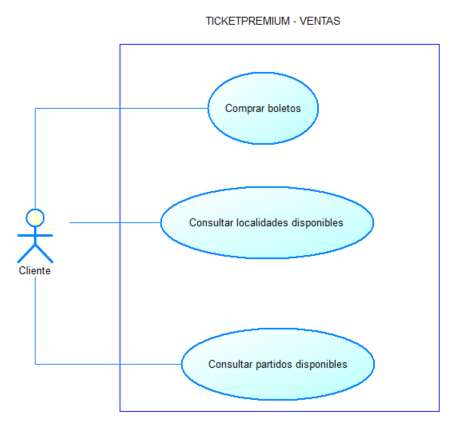 TICKETPREMIUM - VENTAS
Comprar boletos
Consultar localidades disponibles
Cliente
Consultar partidos disponibles